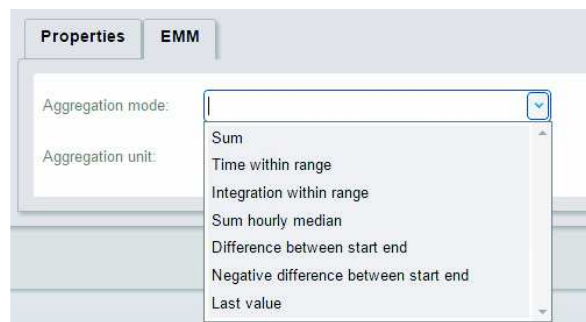 Properties EMM
Aggregation mode:
Aggregation unit:
Sum
Time within range
Integration within range
Sum hourly median
Difference between start end
Negative difference between start end
Last value